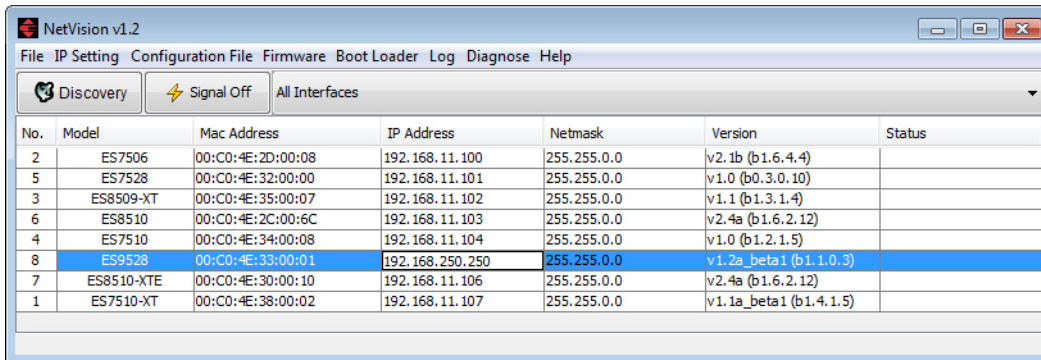 NetVision v1.2
File IP Setting Configuration File Firmware Boot Loader Log Diagnose Help
Discovery Signal Off All Interfaces
No. Model Mac Address IP Address Netmask Version Status
2 ES7506 00:C0:4E:2D:00:08 192.168.11.100 255.255.0.0 v2.1b (b1.6.4.4)
5 ES7528 00:C0:4E:32:00:00 192.168.11.101 255.255.0.0 v1.0 (b0.3.0.10)
3 ES8509-XT 00:C0:4E:35:00:07 192.168.11.102 255.255.0.0 v1.1 (b1.3.1.4)
6 ES8510 00:C0:4E:2C:00:6C 192.168.11.103 255.255.0.0 v2.4a (b1.6.2.12)
4 ES7510 00:C0:4E:34:00:08 192.168.11.104 255.255.0.0 v1.0 (b1.2.1.5)
8 ES9528 00:C0:4E:33:00:01 192.168.250.250 255.255.0.0 v1.2a_beta1 (b1.1.0.3)
7 ES8510-XTE 00:C0:4E:30:00:10 192.168.11.106 255.255.0.0 v2.4a (b1.6.2.12)
1 ES7510-XT 00:C0:4E:38:00:02 192.168.11.107 255.255.0.0 v1.1a_beta1 (b1.4.1.5)